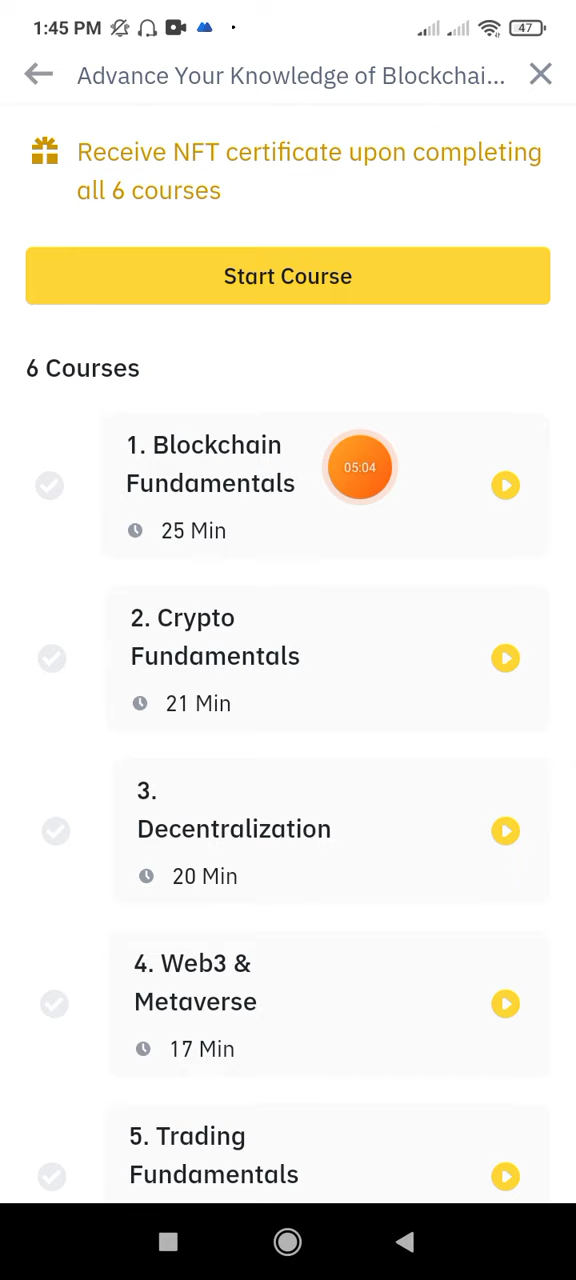 1:45 PM 47
Advance Your Knowledge of Blockchai...
Receive NFT certificate upon completing
all 6 courses
Start Course
6 Courses
1. Blockchain
Fundamentals
05:04
25 Min
2. Crypto
Fundamentals
21 Min
3.
Decentralization
20 Min
4. Web3 &
Metaverse
17 Min
5. Trading
Fundamentals